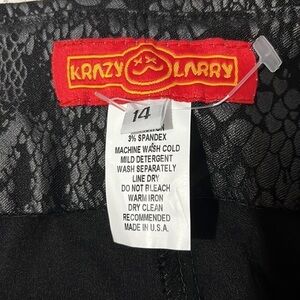 KRAZY LARRY
14
3% SPANDEX
MACHINE WASH COLD
MILD DETERGENT
WASH SEPARATELY
LINE DRY
DO NOT BLEACH
WARM IRON
DRY CLEAN
RECOMMENDED
MADE IN U.S.A.